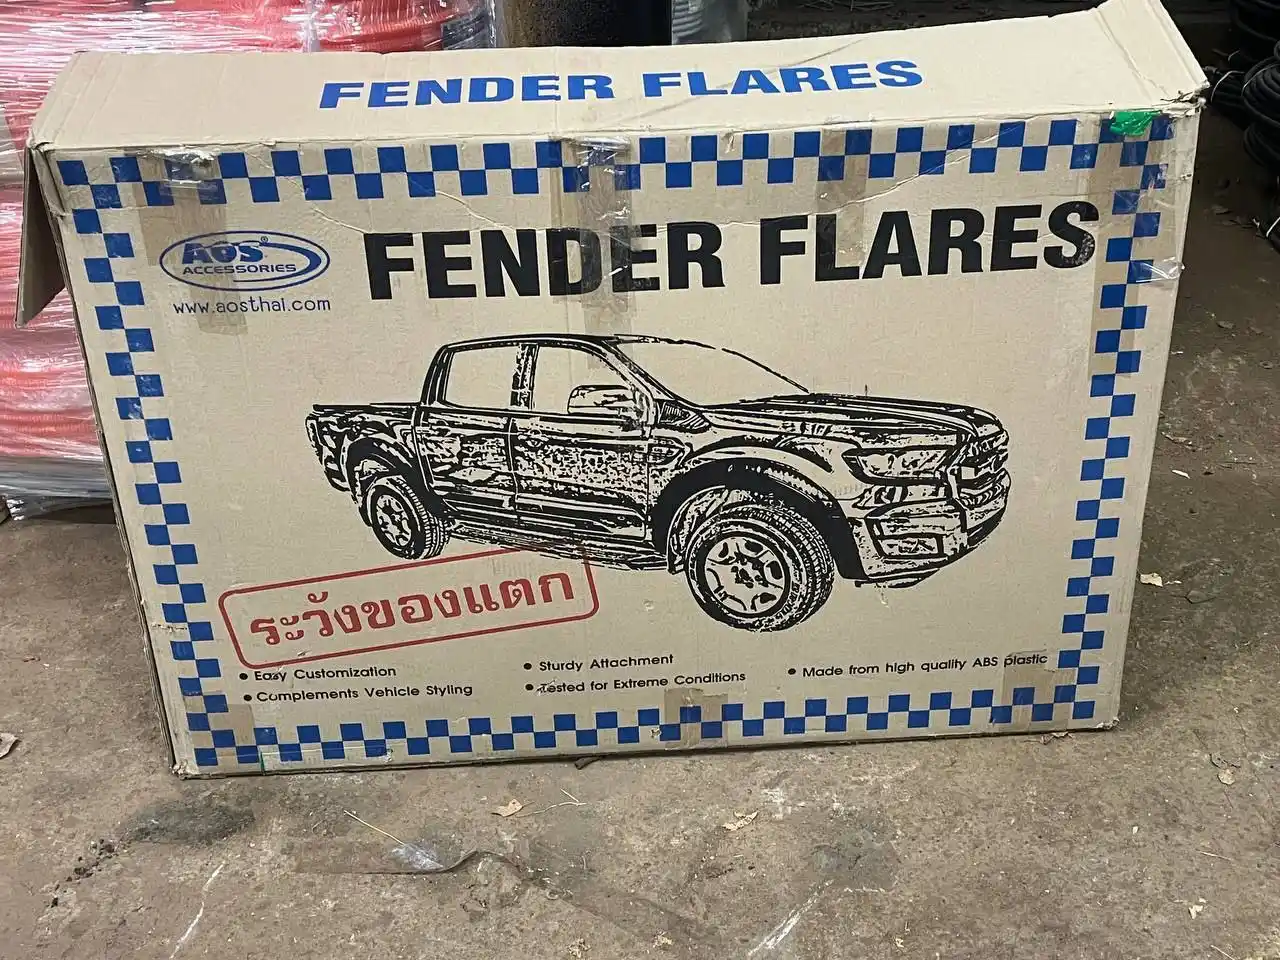 FENDER FLARES
AOS®
ACCESSORIES
www.aosthai.com
FENDER FLARES
ระวังของแตก
• Easy Customization
• Complements Vehicle Styling
• Sturdy Attachment
• Tested for Extreme Conditions
• Made from high quality ABS plastic